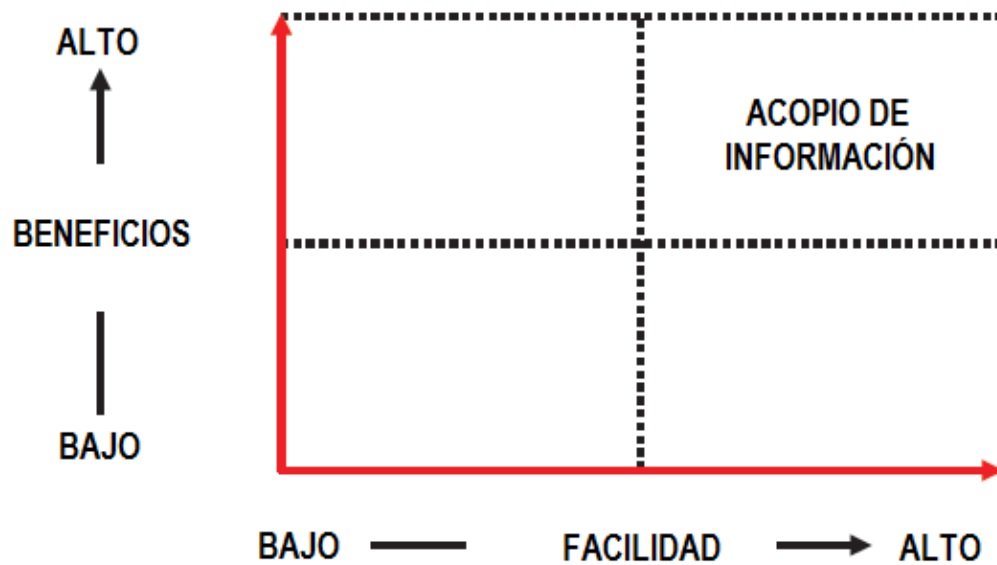 ALTO
ACOPIO DE
INFORMACIÓN
BENEFICIOS
BAJO
BAJO FACILIDAD ALTO